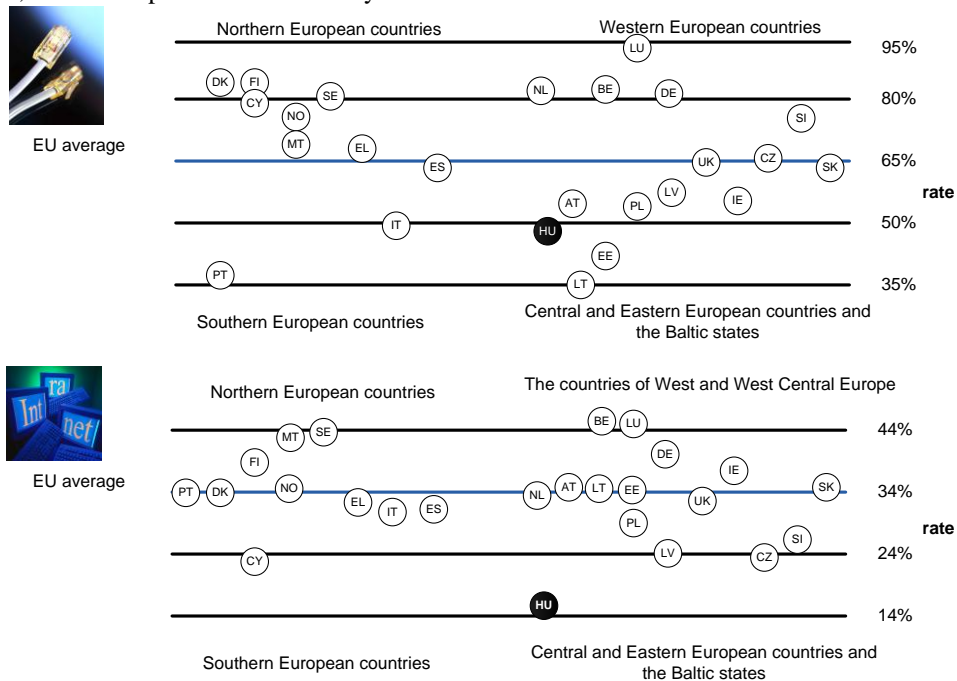 Northern European countries
Western European countries
LU
95%
DK
FI
NL
BE
DE
CY
SE
80%
NO
SI
EU average
MT
EL
ES
UK
CZ
SK
65%
LV
rate
AT
PL
IE
IT
HU
50%
EE
PT
LT
35%
Southern European countries
Central and Eastern European countries and
the Baltic states
Northern European countries
The countries of West and West Central Europe
Int
ra
net
MT
SE
BE
LU
44%
FI
DE
IE
EU average
PT
DK
NO
NL
AT
LT
EE
SK
34%
EL
IT
ES
UK
PL
rate
CY
LV
CZ
SI
24%
HU
14%
Southern European countries
Central and Eastern European countries and
the Baltic states